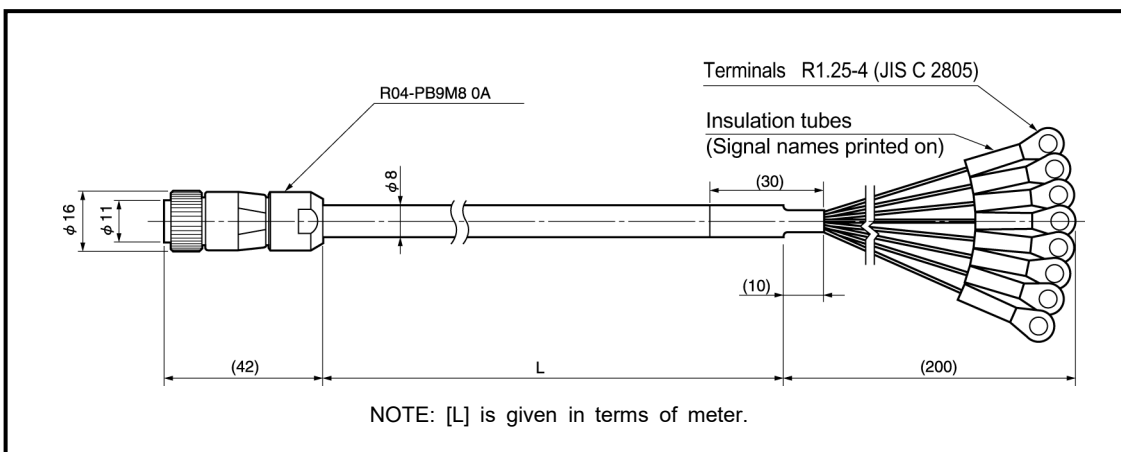 Terminals R1.25-4 (JIS C 2805)
R04-PB9M8 0A
Insulation tubes
(Signal names printed on)
(30)
φ8
φ16
φ11
(10)
(42)
L
(200)
NOTE: [L] is given in terms of meter.